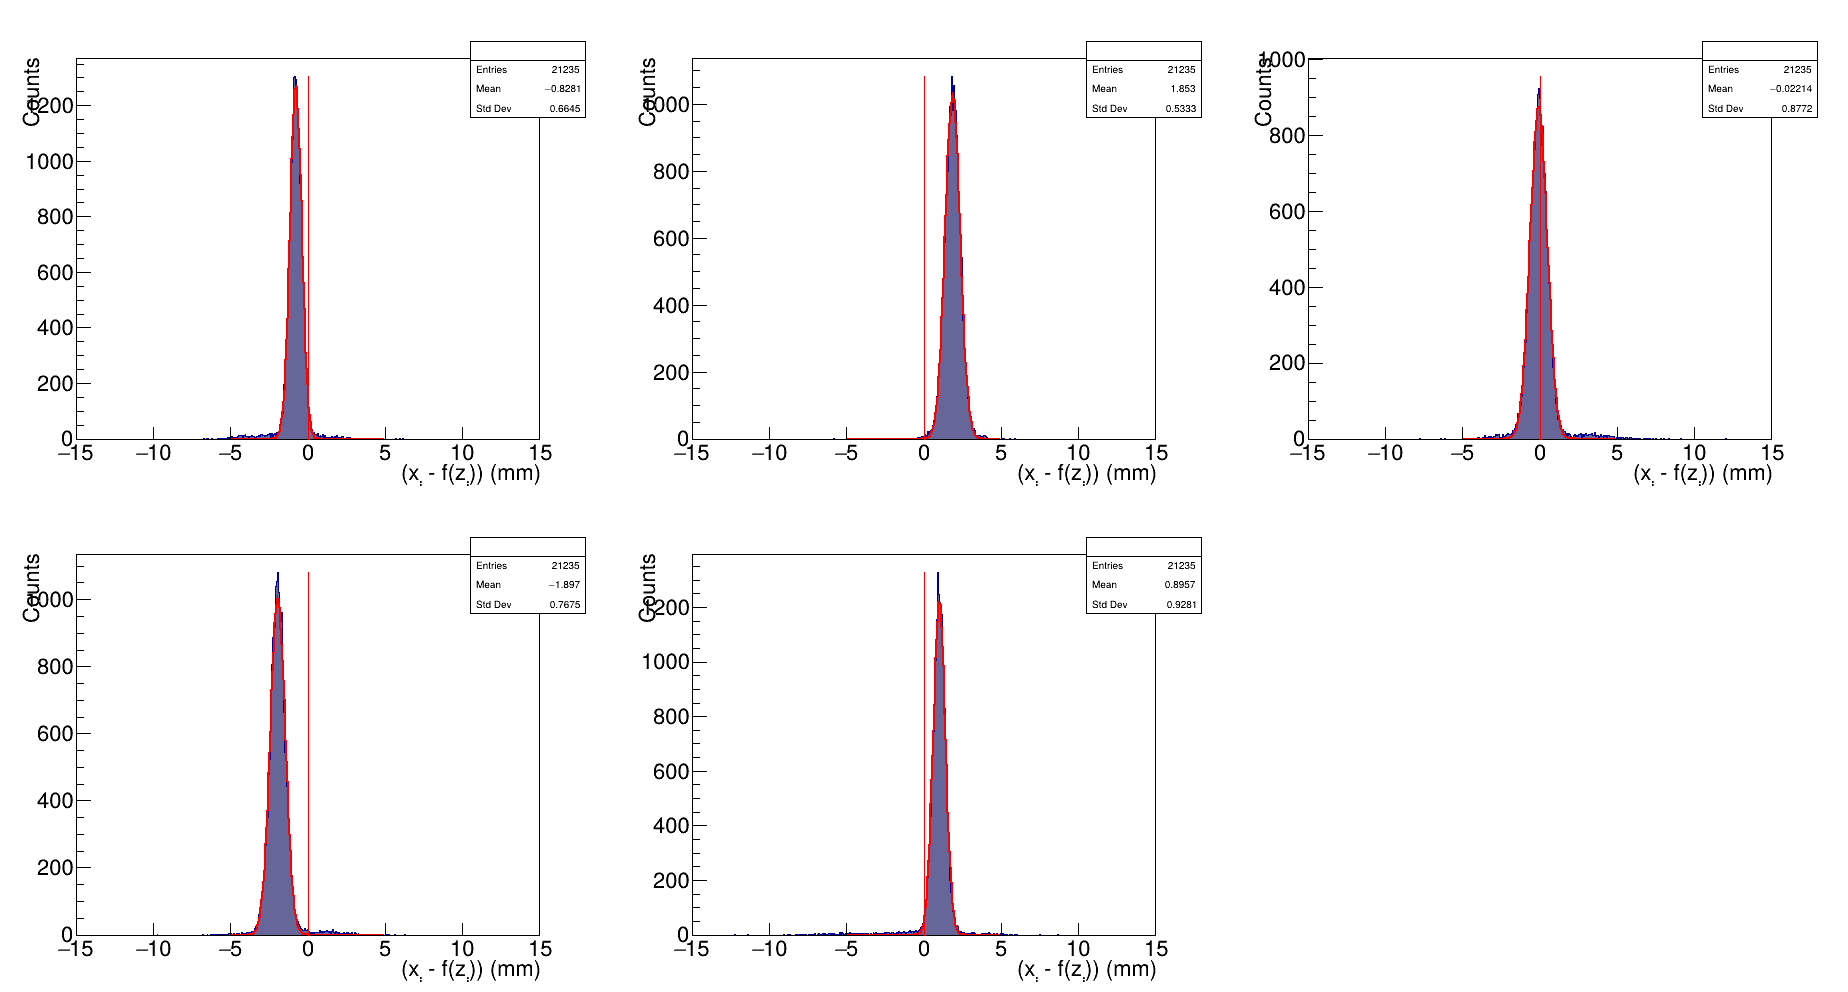 Counts
1200
1000
800
600
400
200
0
−15 −10 −5 0 5 10 15
(x_i - f(z_i)) (mm)
Entries 21235
Mean −0.8281
Std Dev 0.6645
Counts
1000
800
600
400
200
0
−15 −10 −5 0 5 10 15
(x_i - f(z_i)) (mm)
Entries 21235
Mean 1.853
Std Dev 0.5333
Counts
1000
800
600
400
200
0
−15 −10 −5 0 5 10 15
(x_i - f(z_i)) (mm)
Entries 21235
Mean −0.02214
Std Dev 0.8772
Counts
1000
800
600
400
200
0
−15 −10 −5 0 5 10 15
(x_i - f(z_i)) (mm)
Entries 21235
Mean −1.897
Std Dev 0.7675
Counts
1200
1000
800
600
400
200
0
−15 −10 −5 0 5 10 15
(x_i - f(z_i)) (mm)
Entries 21235
Mean 0.8957
Std Dev 0.9281